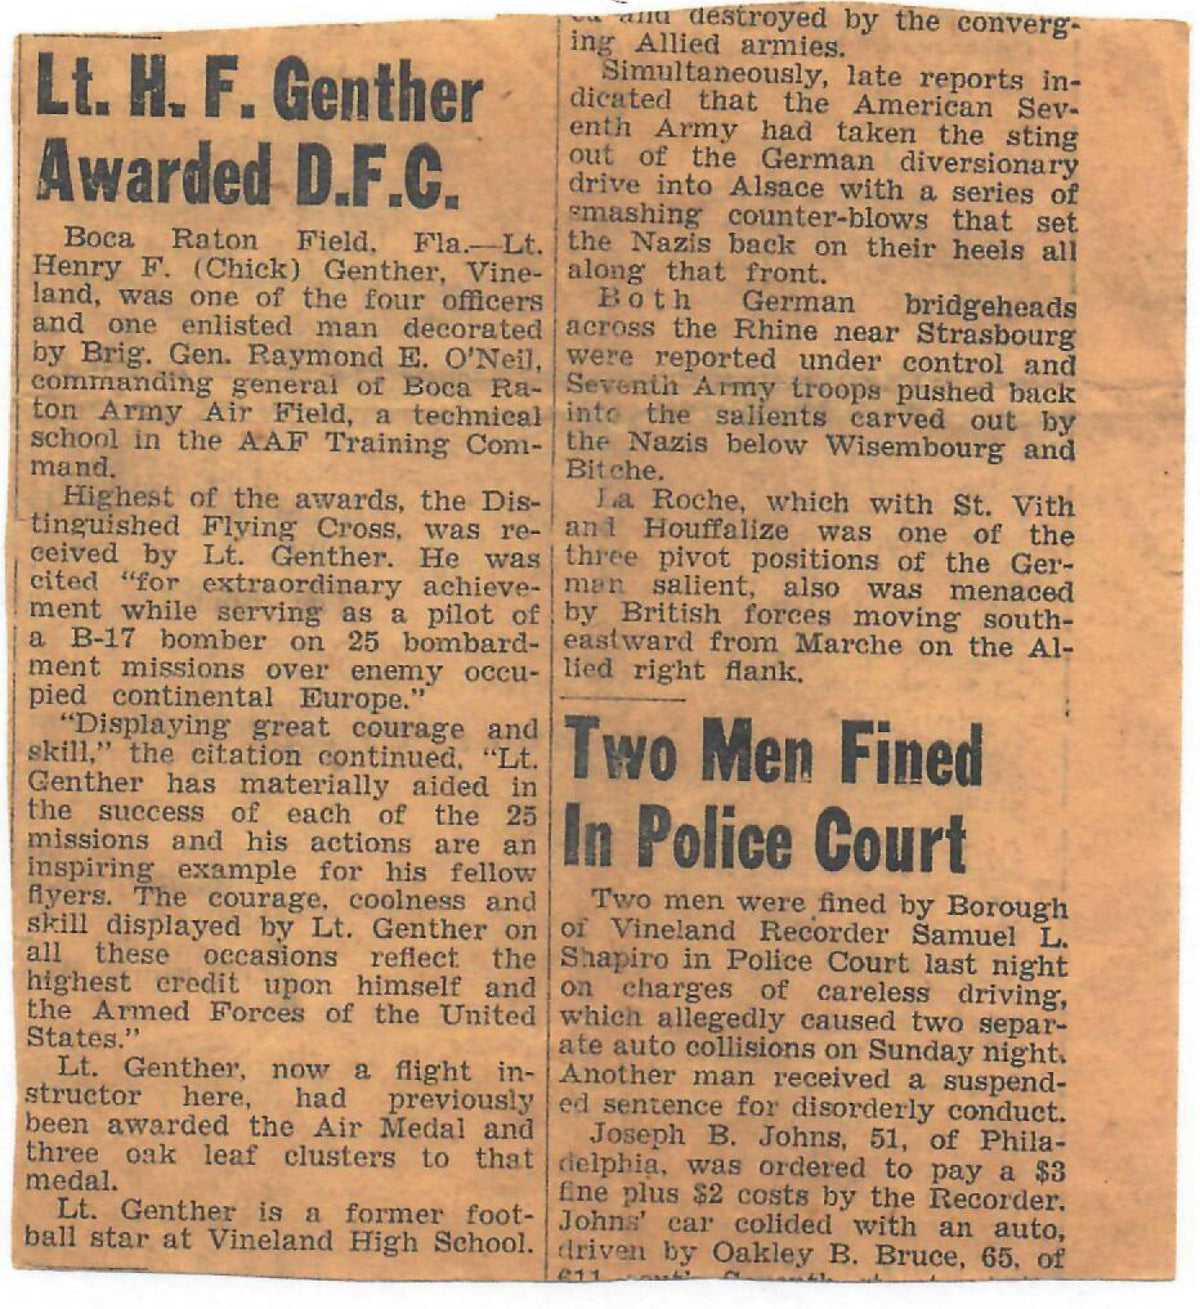 Lt. H. F. Genther
Awarded D.F.C.
Boca Raton Field, Fla.—Lt.
Henry F. (Chick) Genther, Vine-
land, was one of the four officers
and one enlisted man decorated
by Brig. Gen. Raymond E. O'Neil,
commanding general of Boca Ra-
ton Army Air Field, a technical
school in the AAF Training Com-
mand.
Highest of the awards, the Dis-
tinguished Flying Cross, was re-
ceived by Lt. Genther. He was
cited "for extraordinary achieve-
ment while serving as a pilot of
a B-17 bomber on 25 bombard-
ment missions over enemy occu-
pied continental Europe."
"Displaying great courage and
skill," the citation continued, "Lt.
Genther has materially aided in
the success of each of the 25
missions and his actions are an
inspiring example for his fellow
flyers. The courage, coolness and
skill displayed by Lt. Genther on
all these occasions reflect the
highest credit upon himself and
the Armed Forces of the United
States."
Lt. Genther, now a flight in-
structor here, had previously
been awarded the Air Medal and
three oak leaf clusters to that
medal.
Lt. Genther is a former foot-
ball star at Vineland High School.
and destroyed by the converg-
ing Allied armies.
Simultaneously, late reports in-
dicated that the American Sev-
enth Army had taken the sting
out of the German diversionary
drive into Alsace with a series of
smashing counter-blows that set
the Nazis back on their heels all
along that front.
Both German bridgeheads
across the Rhine near Strasbourg
were reported under control and
Seventh Army troops pushed back
into the salients carved out by
the Nazis below Wisembourg and
Bitche.
La Roche, which with St. Vith
and Houffalize was one of the
three pivot positions of the Ger-
man salient, also was menaced
by British forces moving south-
eastward from Marche on the Al-
lied right flank.
Two Men Fined
In Police Court
Two men were fined by Borough
of Vineland Recorder Samuel L.
Shapiro in Police Court last night
on charges of careless driving,
which allegedly caused two separ-
ate auto collisions on Sunday night.
Another man received a suspend-
ed sentence for disorderly conduct.
Joseph B. Johns, 51, of Phila-
delphia, was ordered to pay a $3
fine plus $2 costs by the Recorder.
Johns' car colided with an auto,
driven by Oakley B. Bruce, 65, of